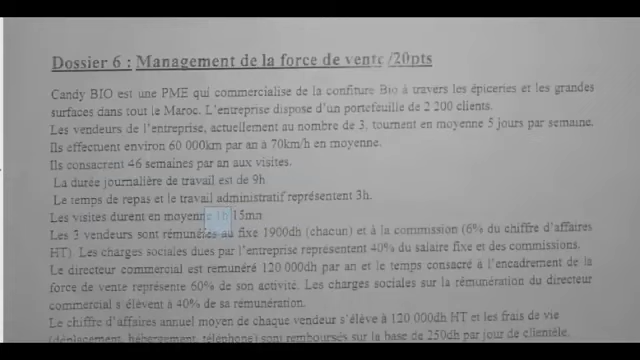 Dossier 6 : Management de la force de vente /20pts
Candy BIO est une PME qui commercialise de la confiture Bio à travers les épiceries et les grandes
surfaces dans tout le Maroc. L'entreprise dispose d'un portefeuille de 2 200 clients.
Les vendeurs de l'entreprise, actuellement au nombre de 3, tournent en moyenne 5 jours par semaine.
Ils effectuent environ 60 000km par an à 70km/h en moyenne.
Ils consacrent 46 semaines par an aux visites.
La durée journalière de travail est de 9h
Le temps de repas et le travail administratif représentent 3h.
Les visites durent en moyenne 1h 15mn
Les 3 vendeurs sont rémunérés au fixe 1900dh (chacun) et à la commission (6% du chiffre d'affaires
HT). Les charges sociales dues par l'entreprise représentent 40% du salaire fixe et des commissions.
Le directeur commercial est rémunéré 120 000dh par an et le temps consacré à l'encadrement de la
force de vente représente 60% de son activité. Les charges sociales sur la rémunération du directeur
commercial s'élèvent à 40% de sa rémunération.
Le chiffre d'affaires annuel moyen de chaque vendeur s'élève à 120 000dh HT et les frais de vie
(déplacement, hébergement, téléphone) sont remboursés sur la base de 250dh par jour de clientèle.